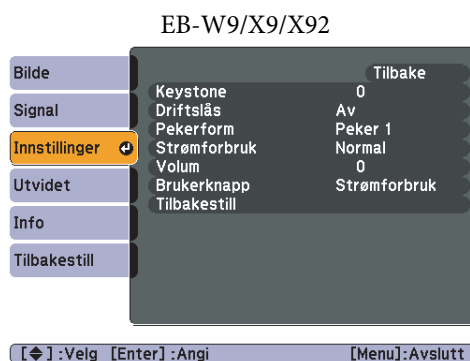 EB-W9/X9/X92
Bilde
Signal
Innstillinger
Utvidet
Info
Tilbakestill
Tilbake
Keystone 0
Driftslås Av
Pekerform Peker 1
Strømforbruk Normal
Volum 0
Brukerknapp Strømforbruk
Tilbakestill
[◆] :Velg [Enter] :Angi [Menu]:Avslutt